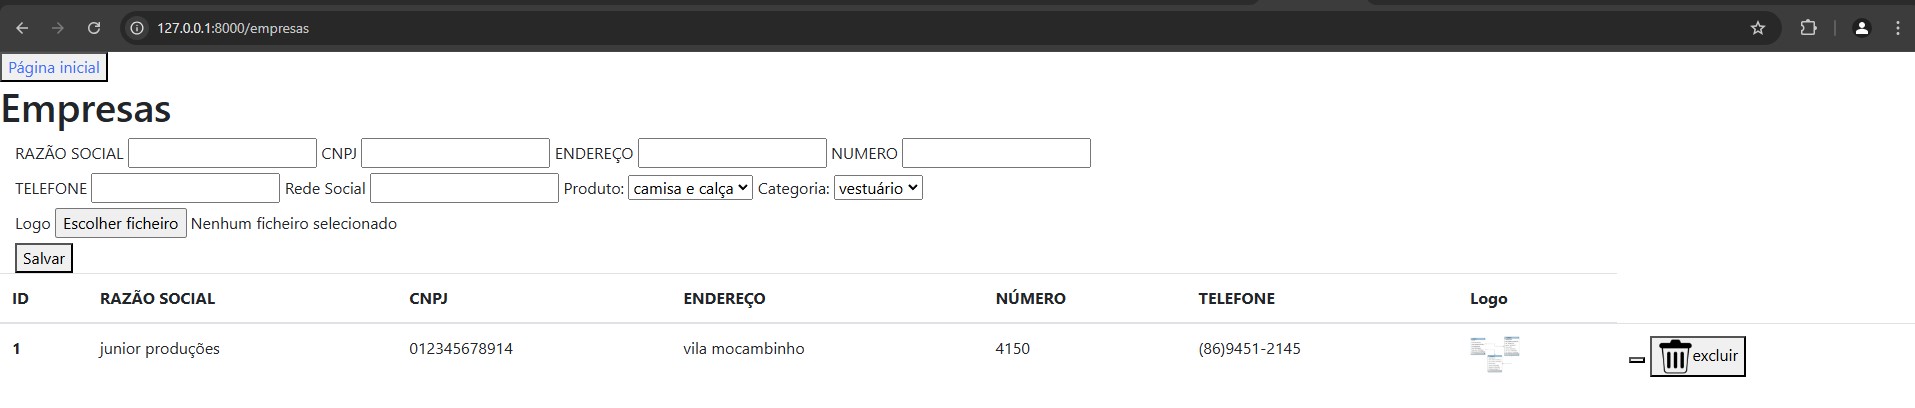 127.0.0.1:8000/empresas
Página inicial
Empresas
RAZÃO SOCIAL CNPJ ENDEREÇO NUMERO
TELEFONE Rede Social Produto: camisa e calça Categoria: vestuário
Logo Escolher ficheiro Nenhum ficheiro selecionado
Salvar
ID RAZÃO SOCIAL CNPJ ENDEREÇO NÚMERO TELEFONE Logo
1 junior produções 012345678914 vila mocambinho 4150 (86)9451-2145 excluir